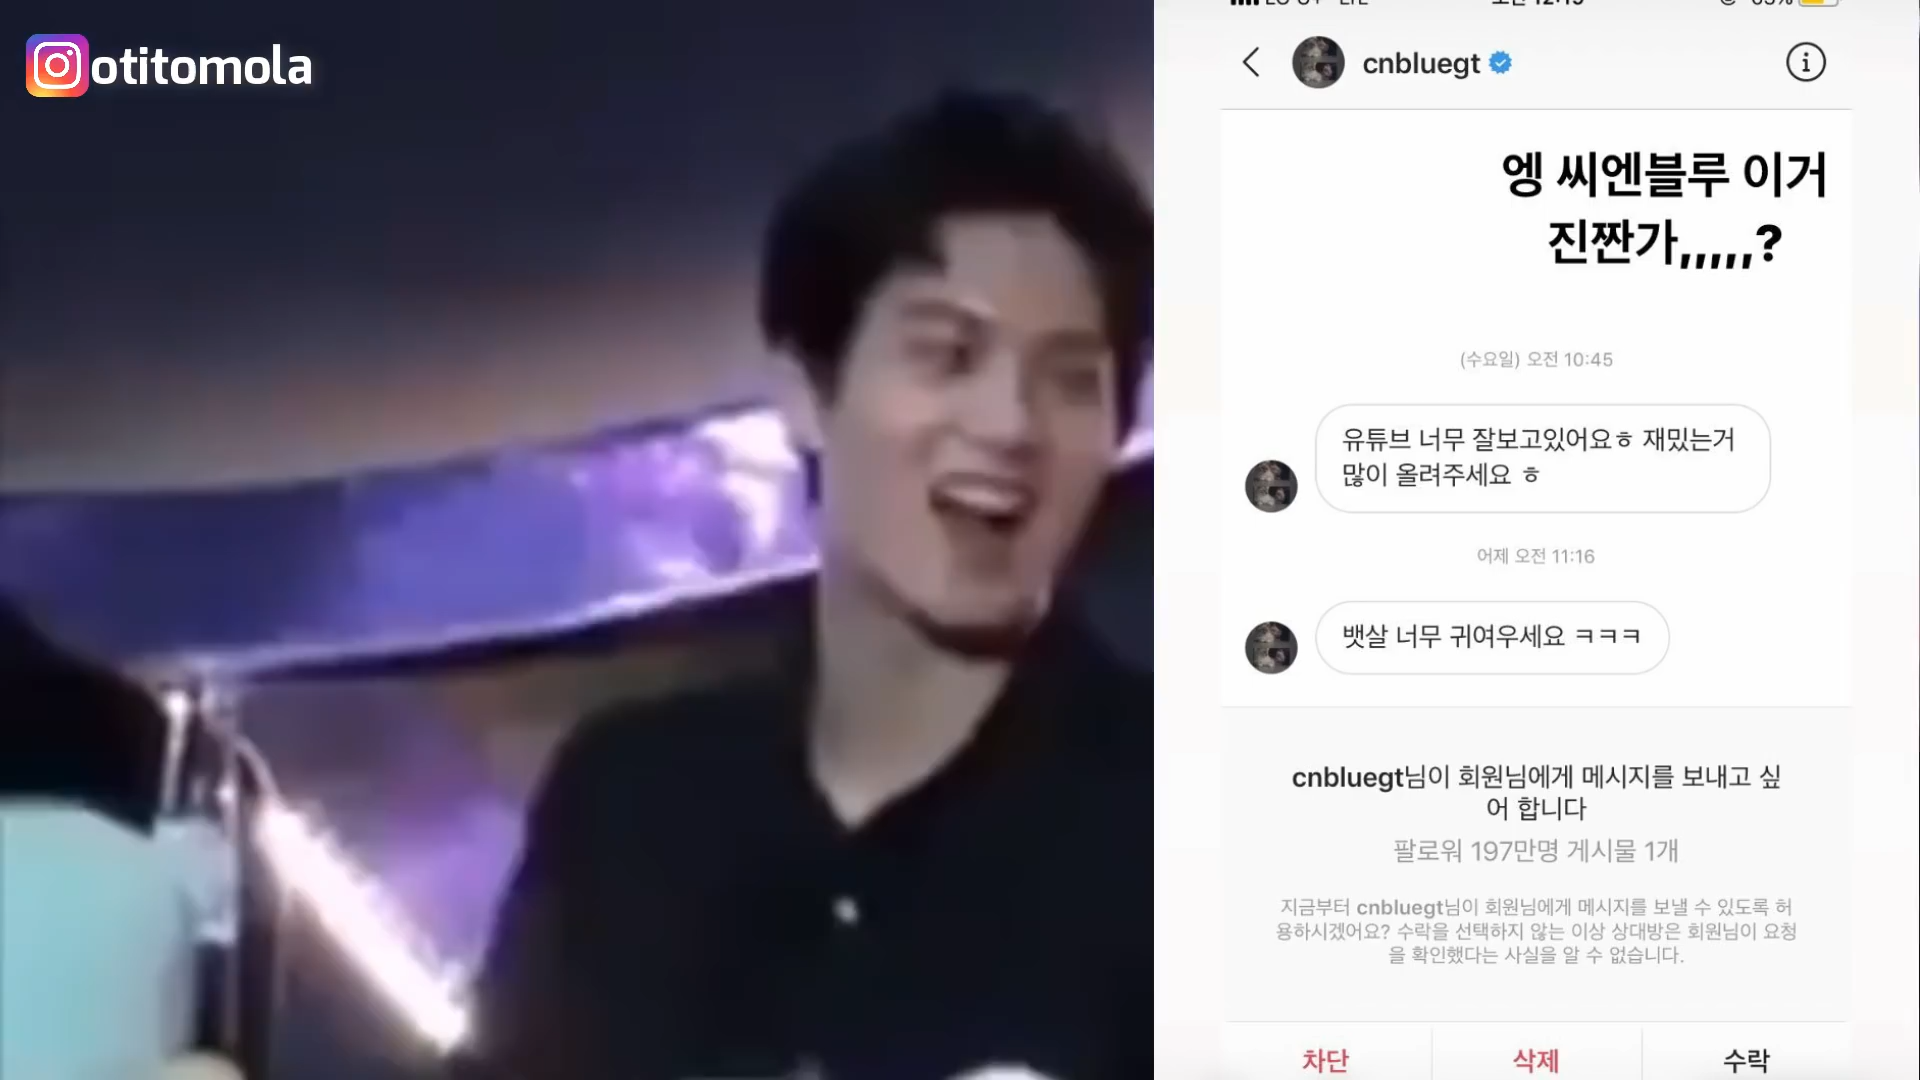 otitomola
cnbluegt
엥 씨엔블루 이거
진짠가,,,,,?
(수요일) 오전 10:45
유튜브 너무 잘보고있어요ㅎ 재밌는거
많이 올려주세요 ㅎ
어제 오전 11:16
뱃살 너무 귀여우세요 ㅋㅋㅋ
cnbluegt님이 회원님에게 메시지를 보내고 싶
어 합니다
팔로워 197만명 게시물 1개
지금부터 cnbluegt님이 회원님에게 메시지를 보낼 수 있도록 허
용하시겠어요? 수락을 선택하지 않는 이상 상대방은 회원님이 요청
을 확인했다는 사실을 알 수 없습니다.
차단 삭제 수락